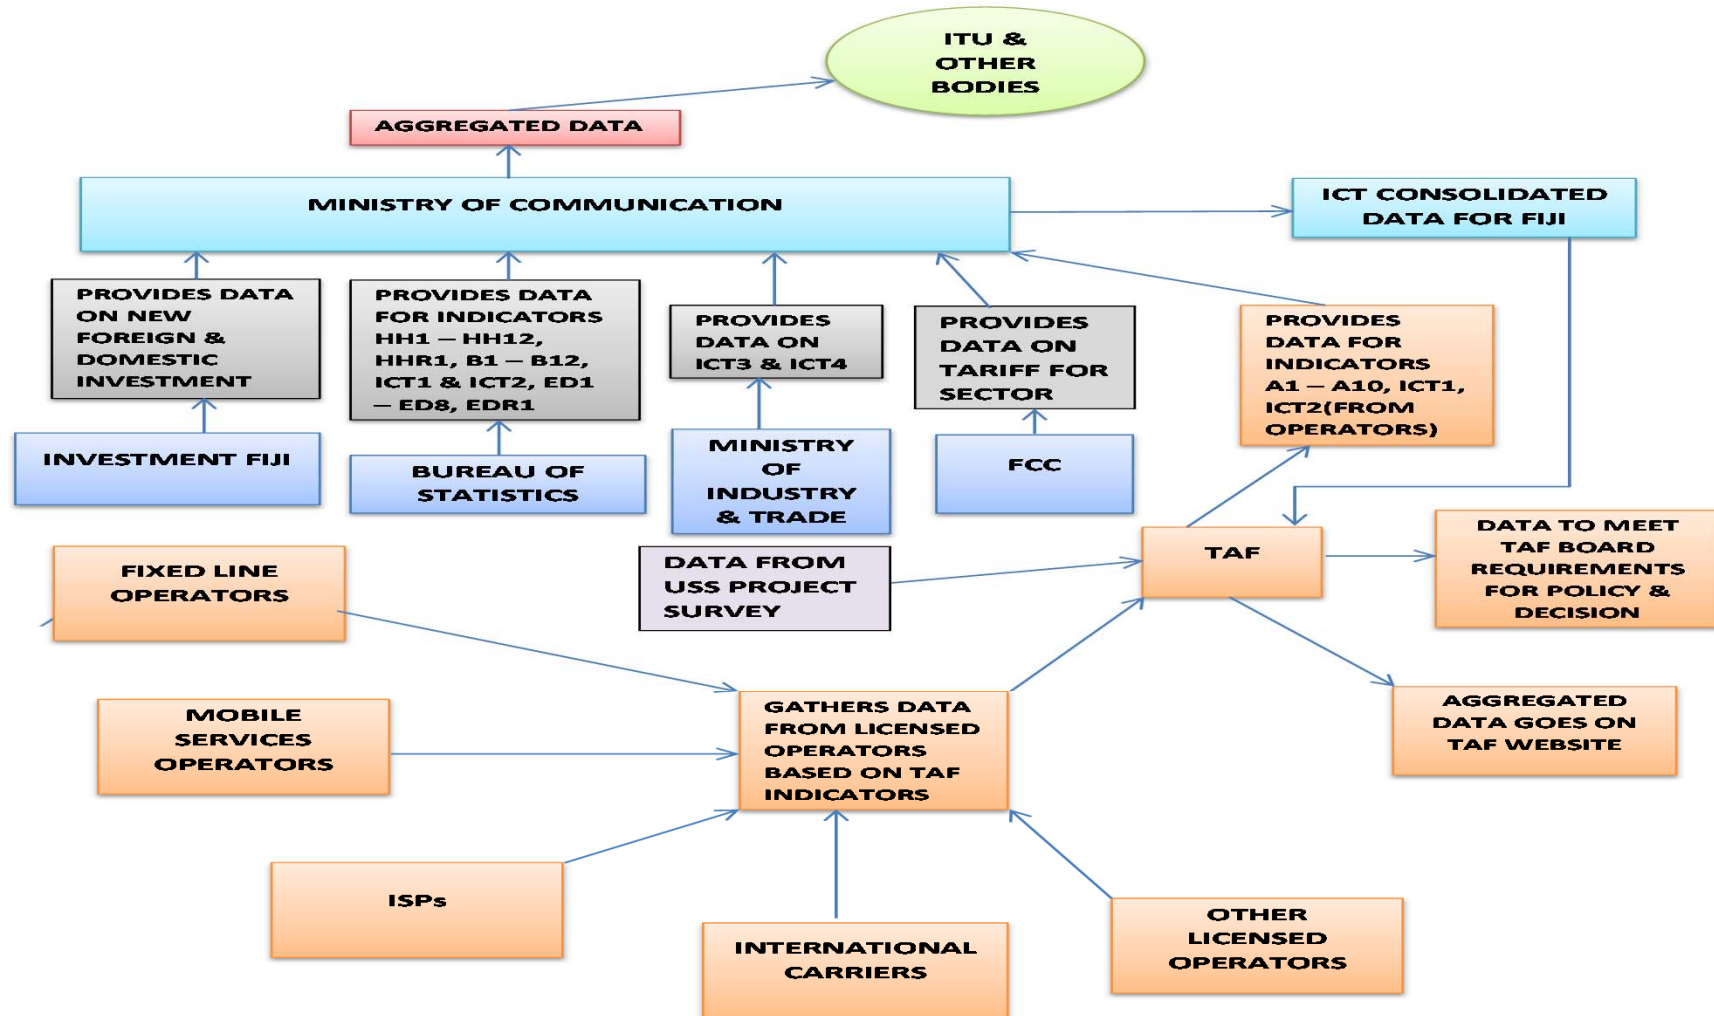 ITU &
OTHER
BODIES
AGGREGATED DATA
MINISTRY OF COMMUNICATION
ICT CONSOLIDATED
DATA FOR FIJI
PROVIDES DATA
ON NEW
FOREIGN &
DOMESTIC
INVESTMENT
PROVIDES DATA
FOR INDICATORS
HH1 – HH12,
HHR1, B1 – B12,
ICT1 & ICT2, ED1
– ED8, EDR1
PROVIDES
DATA ON
ICT3 & ICT4
PROVIDES
DATA ON
TARIFF FOR
SECTOR
PROVIDES
DATA FOR
INDICATORS
A1 – A10, ICT1,
ICT2(FROM
OPERATORS)
INVESTMENT FIJI
BUREAU OF
STATISTICS
MINISTRY
OF
INDUSTRY
& TRADE
FCC
FIXED LINE
OPERATORS
DATA FROM
USS PROJECT
SURVEY
TAF
DATA TO MEET
TAF BOARD
REQUIREMENTS
FOR POLICY &
DECISION
MOBILE
SERVICES
OPERATORS
GATHERS DATA
FROM LICENSED
OPERATORS
BASED ON TAF
INDICATORS
AGGREGATED
DATA GOES ON
TAF WEBSITE
ISPs
INTERNATIONAL
CARRIERS
OTHER
LICENSED
OPERATORS